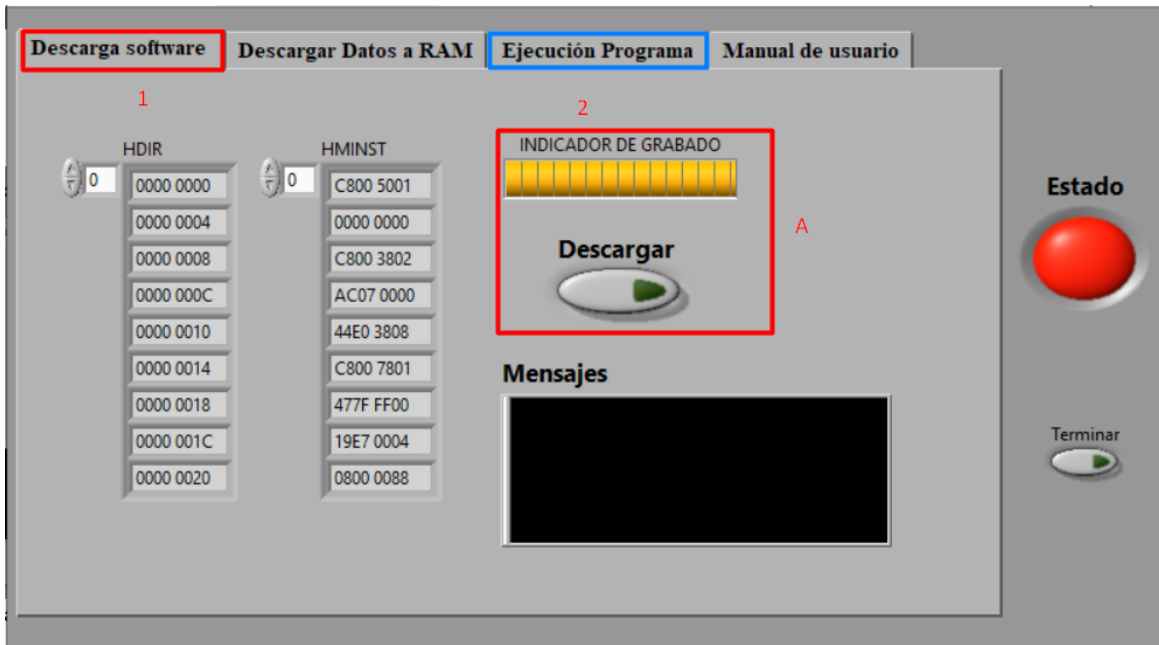 Descarga software Descargar Datos a RAM Ejecución Programa Manual de usuario
1
2
HDIR HMINST INDICADOR DE GRABADO
0 0000 0000 0 C800 5001
0000 0004 0000 0000
0000 0008 C800 3802
0000 000C AC07 0000
0000 0010 44E0 3808
0000 0014 C800 7801
0000 0018 477F FF00
0000 001C 19E7 0004
0000 0020 0800 0088
Descargar
A
Mensajes
Estado
Terminar